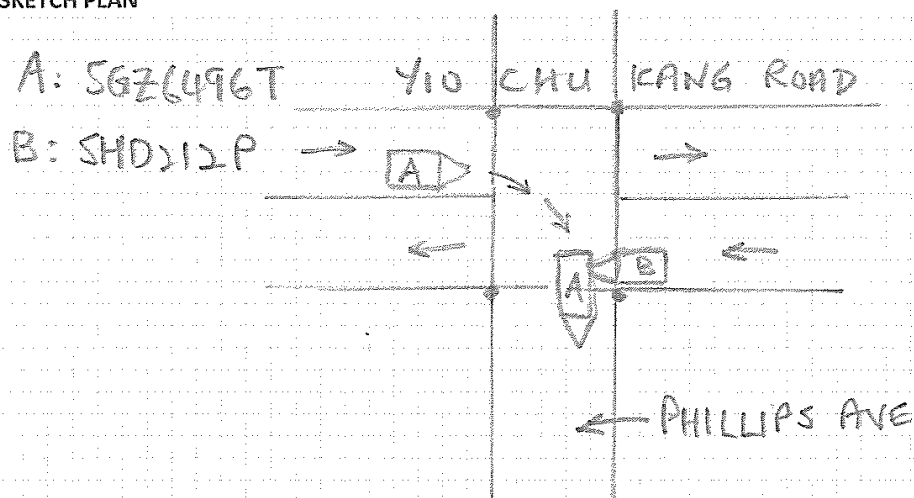 SKETCH PLAN
A: SGZ6496T YIO CHU KANG ROAD
B: SHD212P
A
B
A
PHILLIPS AVE